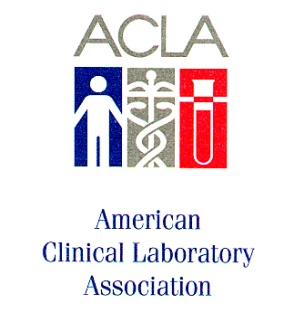 ACLA
American
Clinical Laboratory
Association